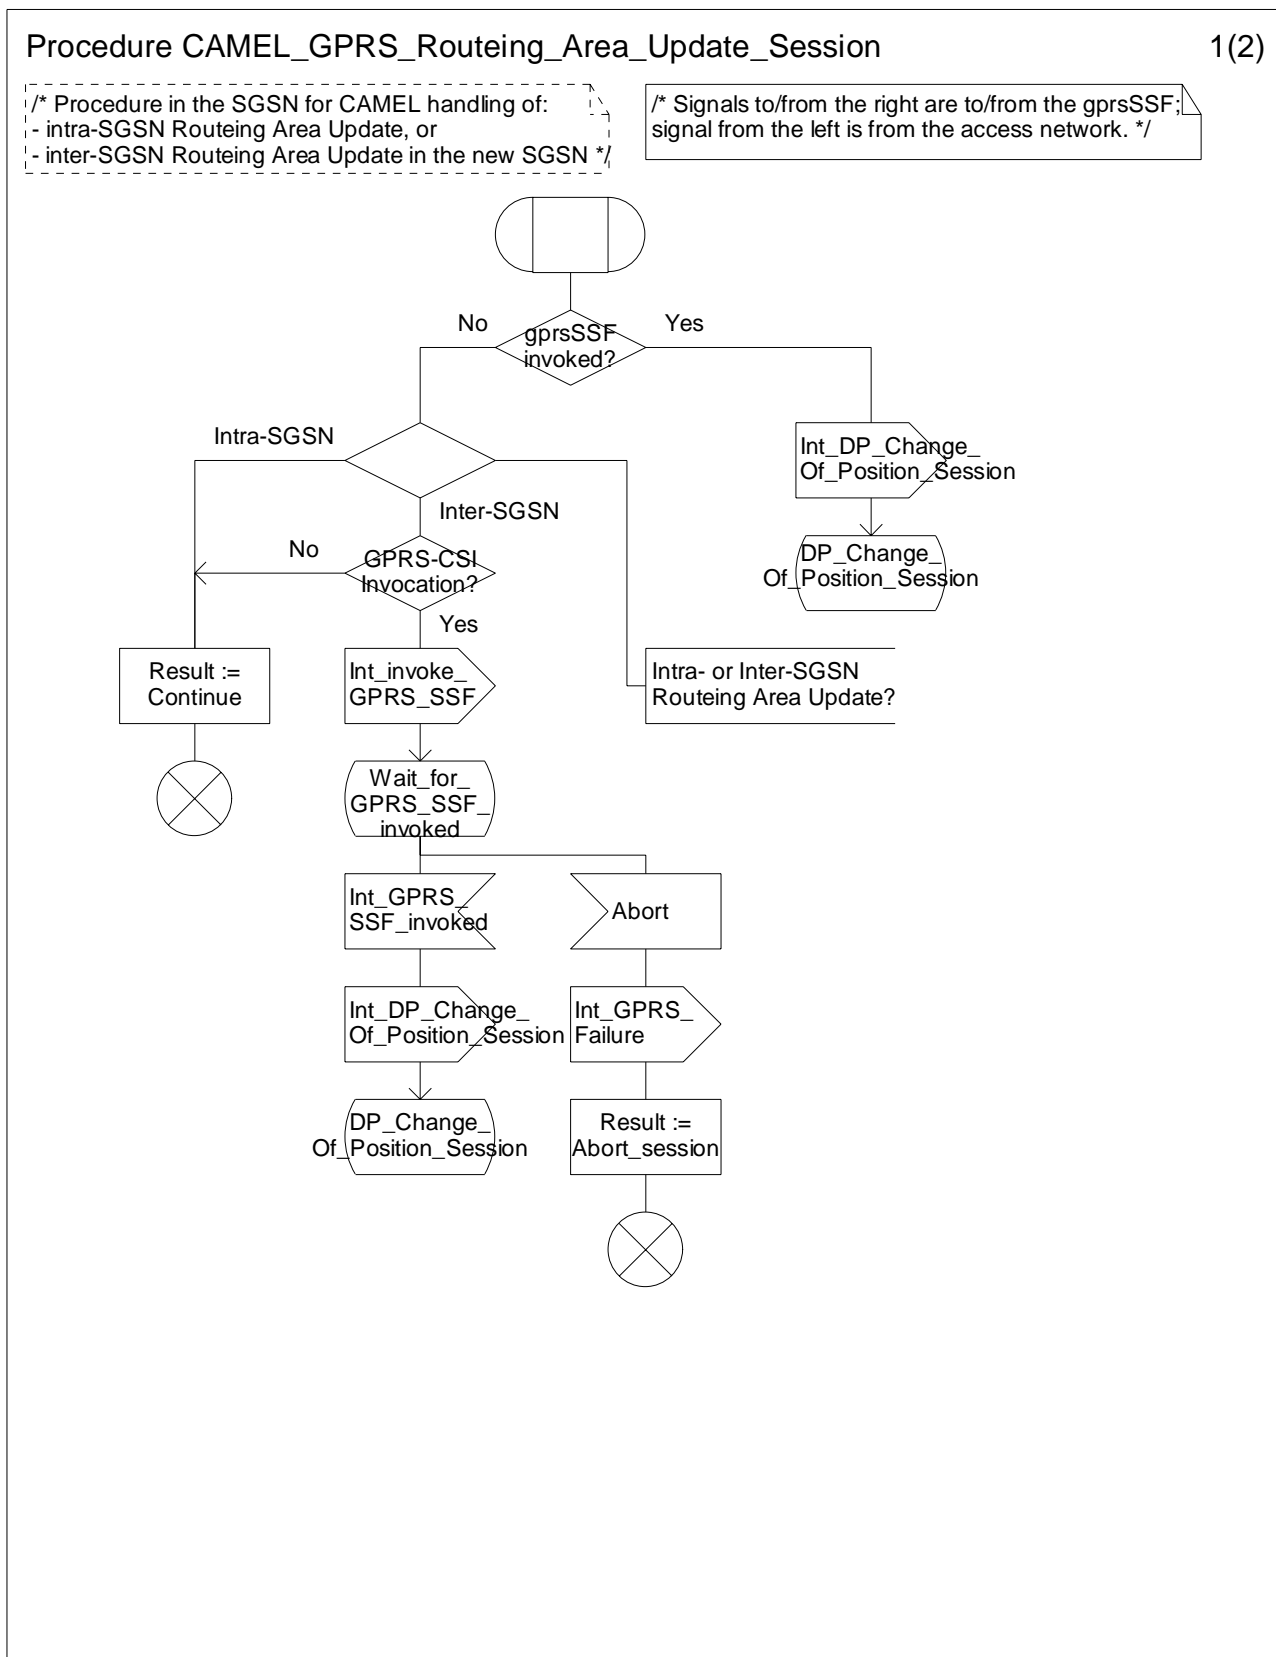 Procedure CAMEL_GPRS_Routeing_Area_Update_Session
1(2)
/* Procedure in the SGSN for CAMEL handling of:
- intra-SGSN Routeing Area Update, or
- inter-SGSN Routeing Area Update in the new SGSN */
/* Signals to/from the right are to/from the gprsSSF;
signal from the left is from the access network. */
No
gprsSSF
invoked?
Yes
Intra-SGSN
Int_DP_Change_
Of_Position_Session
Inter-SGSN
No
GPRS-CSI
Invocation?
DP_Change_
Of_Position_Session
Yes
Result :=
Continue
Int_invoke_
GPRS_SSF
Intra- or Inter-SGSN
Routeing Area Update?
Wait_for_
GPRS_SSF_
invoked
Int_GPRS_
SSF_invoked
Abort
Int_DP_Change_
Of_Position_Session
Int_GPRS_
Failure
DP_Change_
Of_Position_Session
Result :=
Abort_session